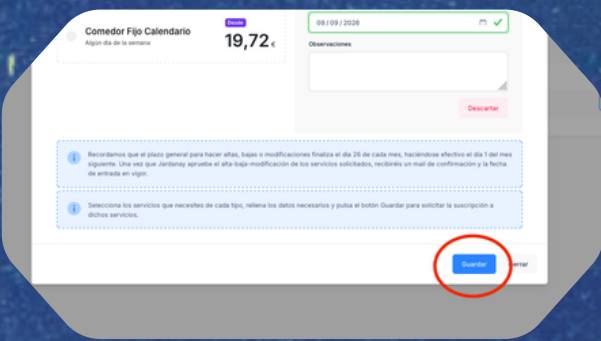 Comedor Fijo Calendario
Algún día de la semana
Desde
19,72 €
09/09/2026
Observaciones
Descartar
Recordamos que el plazo general para hacer altas, bajas o modificaciones finaliza el día 26 de cada mes, haciéndose efectivo el día 1 del mes
siguiente. Una vez que Jardanay apruebe el alta-baja-modificación de los servicios solicitados, recibiréis un mail de confirmación y la fecha
de entrada en vigor.
Selecciona los servicios que necesites de cada tipo, rellena los datos necesarios y pulsa el botón Guardar para solicitar la suscripción a
dichos servicios.
Guardar